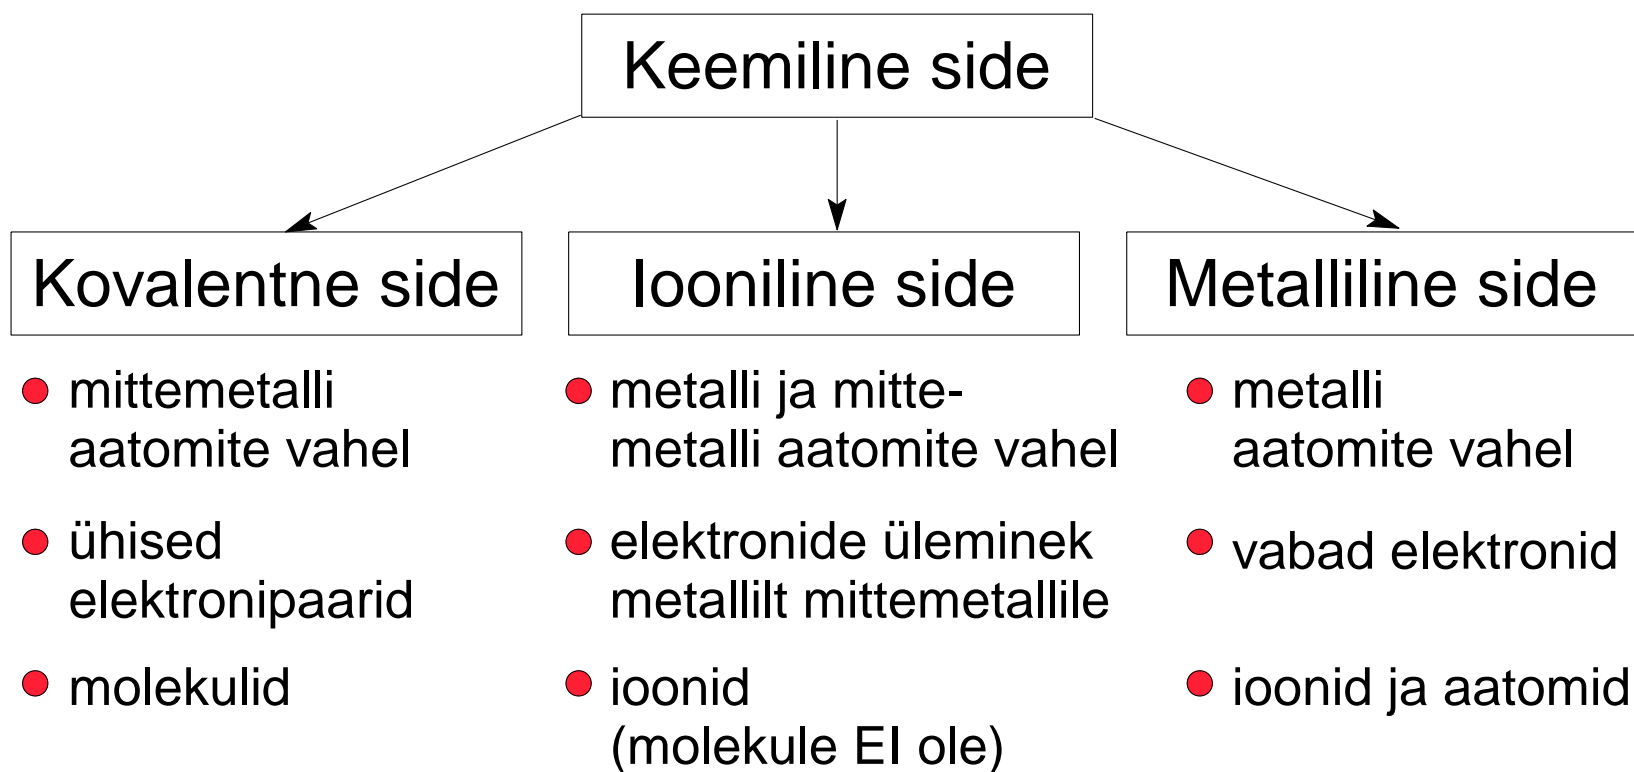 Keemiline side
Kovalentne side
mittemetalli
aatomite vahel
ühised
elektronipaarid
molekulid
Iooniline side
metalli ja mitte-
metalli aatomite vahel
elektronide üleminek
metallilt mittemetallile
ioonid
(molekule EI ole)
Metalliline side
metalli
aatomite vahel
vabad elektronid
ioonid ja aatomid